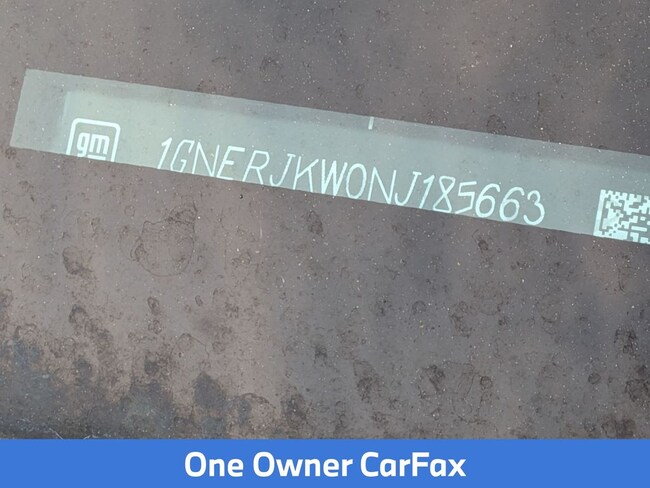 gm 1GNERJKW0NJ185663
One Owner CarFax